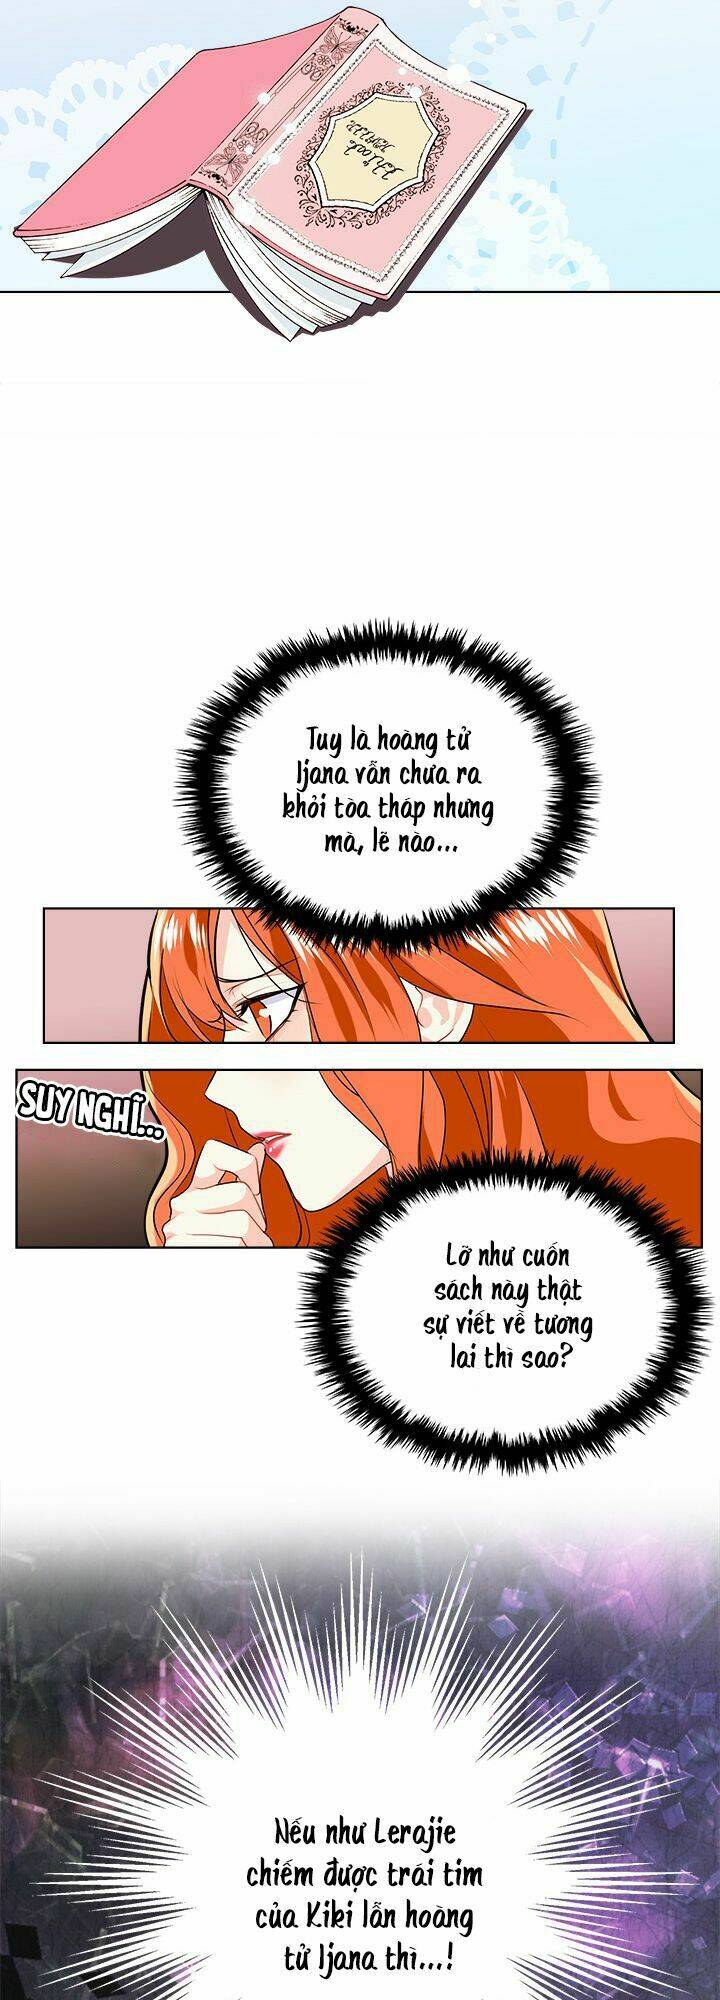 Tuy là hoàng tử
Ijana vẫn chưa ra
khỏi tòa tháp nhưng
mà, lẽ nào...
SUY NGHĨ...
Lỡ như cuốn
sách này thật
sự viết về tương
lai thì sao?
Nếu như Lerajie
chiếm được trái tim
của Kiki lẫn hoàng
tử Ijana thì...!